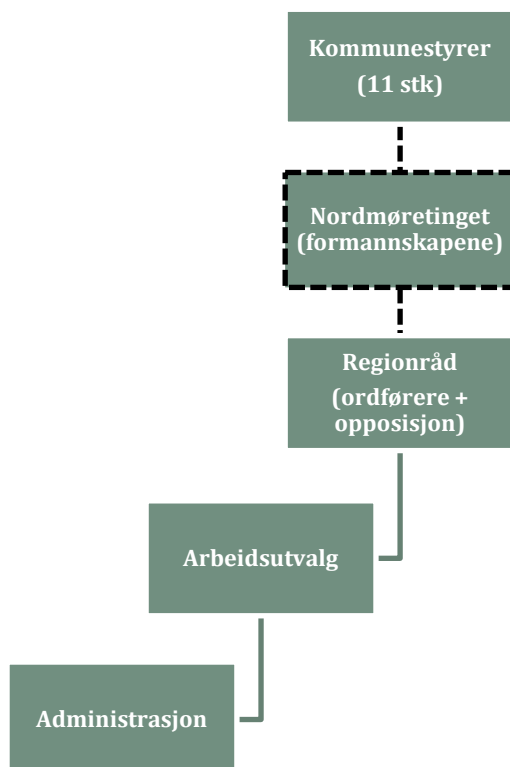 Kommunestyrer
(11 stk)
Nordmøretinget
(formannskapene)
Regionråd
(ordførere +
opposisjon)
Arbeidsutvalg
Administrasjon